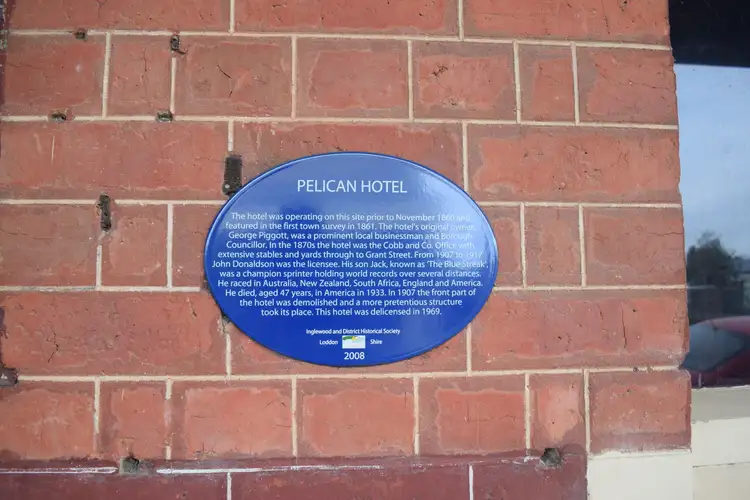 PELICAN HOTEL
The hotel was operating on this site prior to November 1860 and
featured in the first town survey in 1861. The hotel's original owner,
George Piggott, was a prominent local businessman and Borough
Councillor. In the 1870s the hotel was the Cobb and Co. Office with
extensive stables and yards through to Grant Street. From 1907 to 1917
John Donaldson was the licensee. His son Jack, known as 'The Blue Streak',
was a champion sprinter holding world records over several distances.
He raced in Australia, New Zealand, South Africa, England and America.
He died, aged 47 years, in America in 1933. In 1907 the front part of
the hotel was demolished and a more pretentious structure
took its place. This hotel was delicensed in 1969.
Inglewood and District Historical Society
Loddon Shire
2008